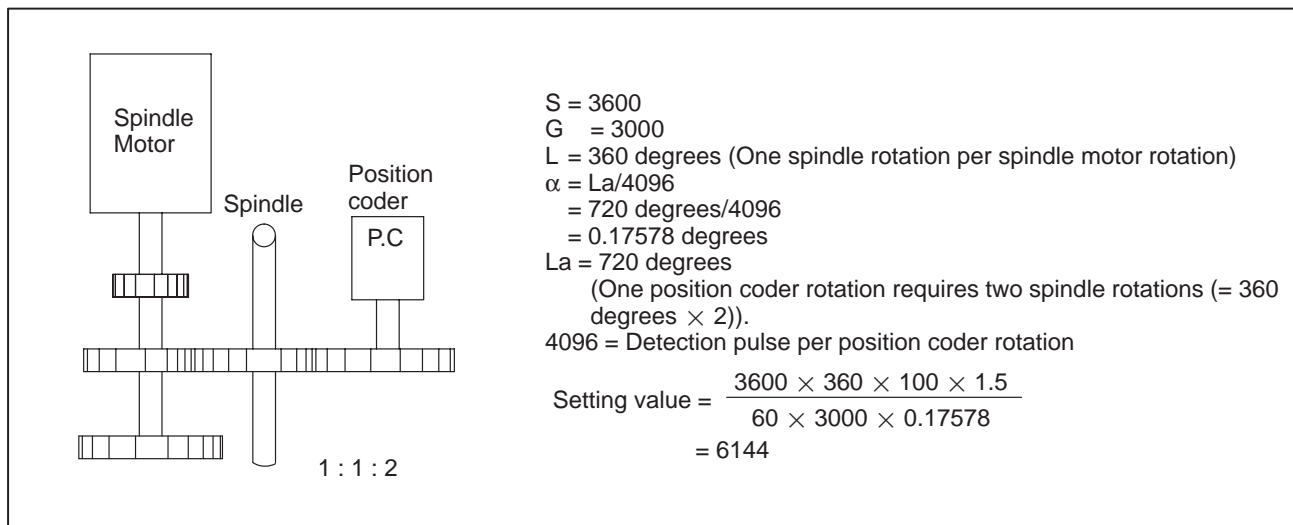 Spindle
Motor
Spindle
Position
coder
P.C
1 : 1 : 2
S = 3600
G = 3000
L = 360 degrees (One spindle rotation per spindle motor rotation)
α = La/4096
= 720 degrees/4096
= 0.17578 degrees
La = 720 degrees
(One position coder rotation requires two spindle rotations (= 360
degrees × 2)).
4096 = Detection pulse per position coder rotation
Setting value = 3600 × 360 × 100 × 1.5
60 × 3000 × 0.17578
= 6144